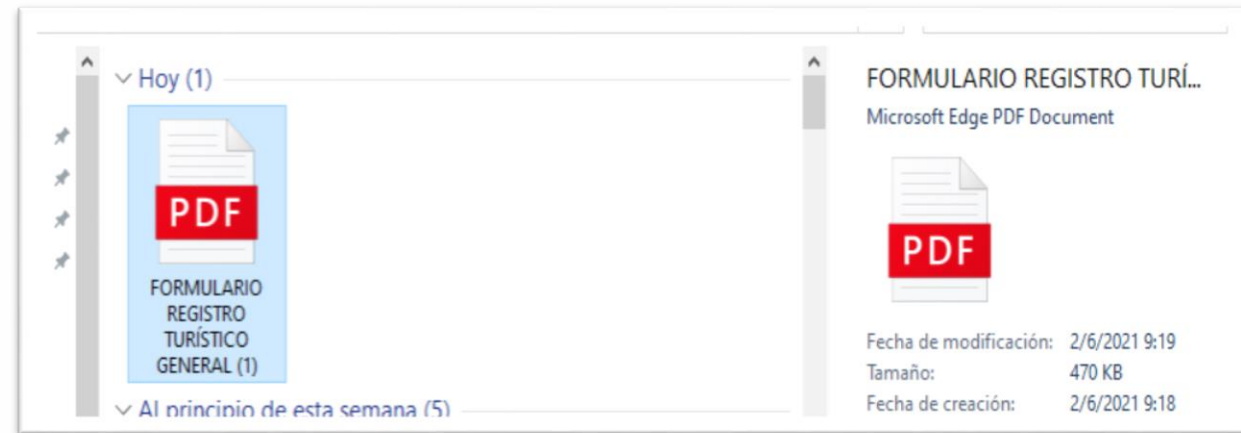 Hoy (1)
PDF
FORMULARIO
REGISTRO
TURÍSTICO
GENERAL (1)
Al principio de esta semana (5)
FORMULARIO REGISTRO TURÍ...
Microsoft Edge PDF Document
PDF
Fecha de modificación: 2/6/2021 9:19
Tamaño: 470 KB
Fecha de creación: 2/6/2021 9:18